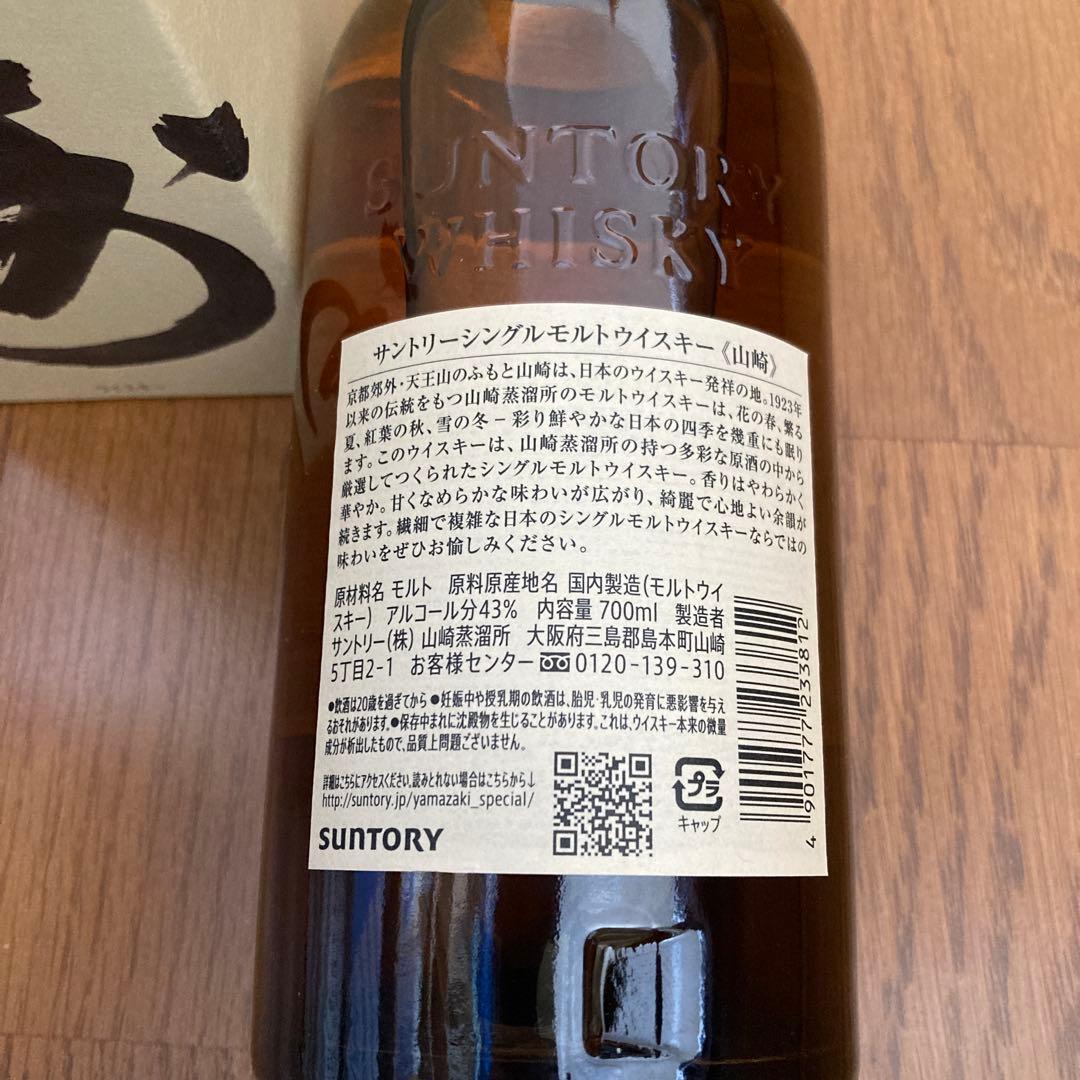 SUNTORY
WHISKY
サントリーシングルモルトウイスキー《山崎》
京都郊外・天王山のふもと山崎は、日本のウイスキー発祥の地。1923年
以来の伝統をもつ山崎蒸溜所のモルトウイスキーは、花の春、繁る
夏、紅葉の秋、雪の冬－彩り鮮やかな日本の四季を幾重にも眠り
ます。このウイスキーは、山崎蒸溜所の持つ多彩な原酒の中から
厳選してつくられたシングルモルトウイスキー。香りはやわらかく
華やか。甘くなめらかな味わいが広がり、綺麗で心地よい余韻が
続きます。繊細で複雑な日本のシングルモルトウイスキーならではの
味わいをぜひお愉しみください。
原材料名 モルト 原料原産地名 国内製造(モルトウイ
スキー) アルコール分43% 内容量 700ml 製造者
サントリー(株) 山崎蒸溜所 大阪府三島郡島本町山崎
5丁目2-1 お客様センター 0120-139-310
●飲酒は20歳を過ぎてから ●妊娠中や授乳期の飲酒は、胎児・乳児の発育に悪影響を与え
るおそれがあります。●保存中まれに沈殿物を生じることがあります。これは、ウイスキー本来の微量
成分が析出したもので、品質上問題ございません。
詳細はこちらにアクセスください。読みとれない場合はこちらから↓
http://suntory.jp/yamazaki_special/
SUNTORY
プラ
キャップ
4 901777 233812
ウイスキー